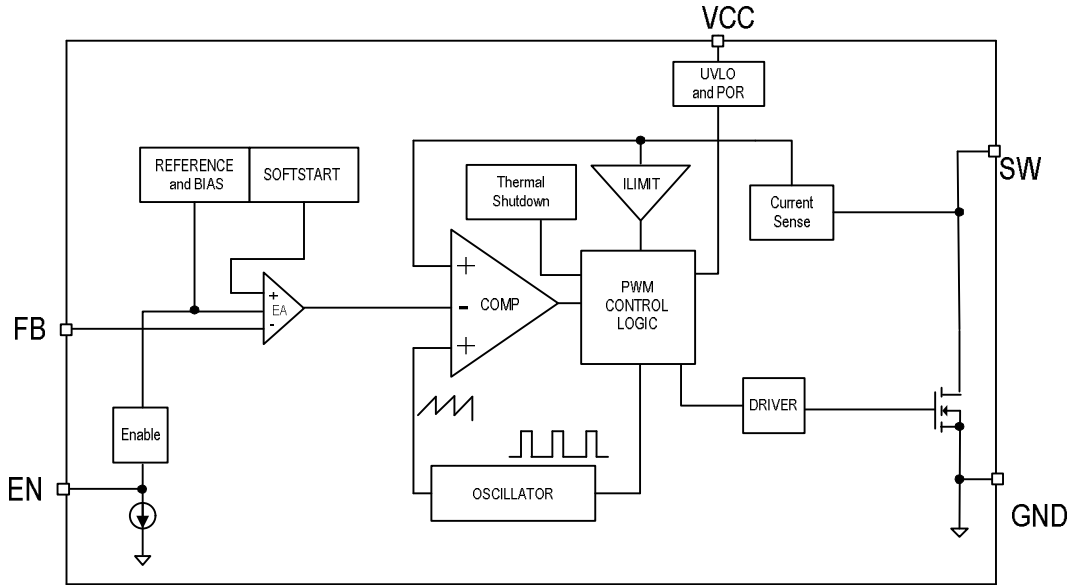 VCC
UVLO
and POR
REFERENCE
and BIAS
SOFTSTART
Thermal
Shutdown
ILIMIT
Current
Sense
SW
+
-
+
COMP
PWM
CONTROL
LOGIC
+
EA
-
FB
DRIVER
Enable
EN
OSCILLATOR
GND